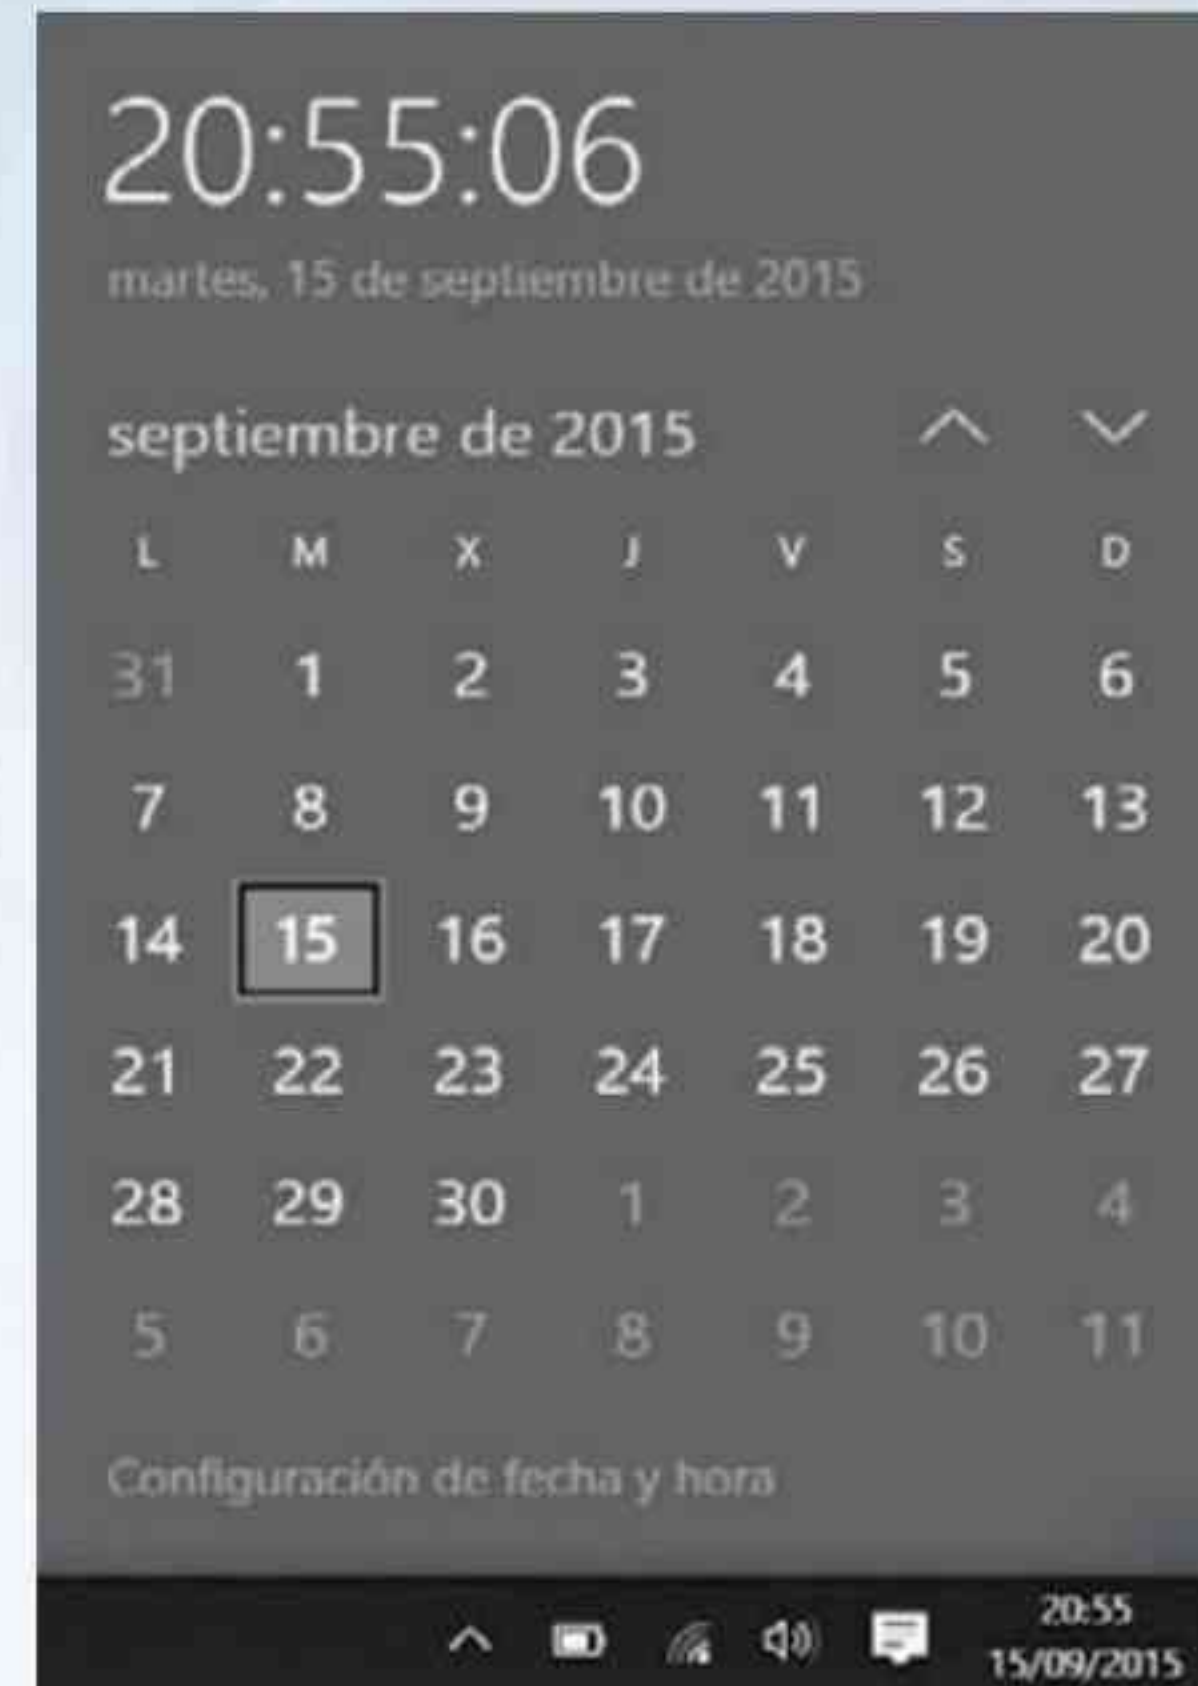 20:55:06
martes, 15 de septiembre de 2015
septiembre de 2015
L M X J V S D
31 1 2 3 4 5 6
7 8 9 10 11 12 13
14 15 16 17 18 19 20
21 22 23 24 25 26 27
28 29 30 1 2 3 4
5 6 7 8 9 10 11
Configuración de fecha y hora
20:55
15/09/2015